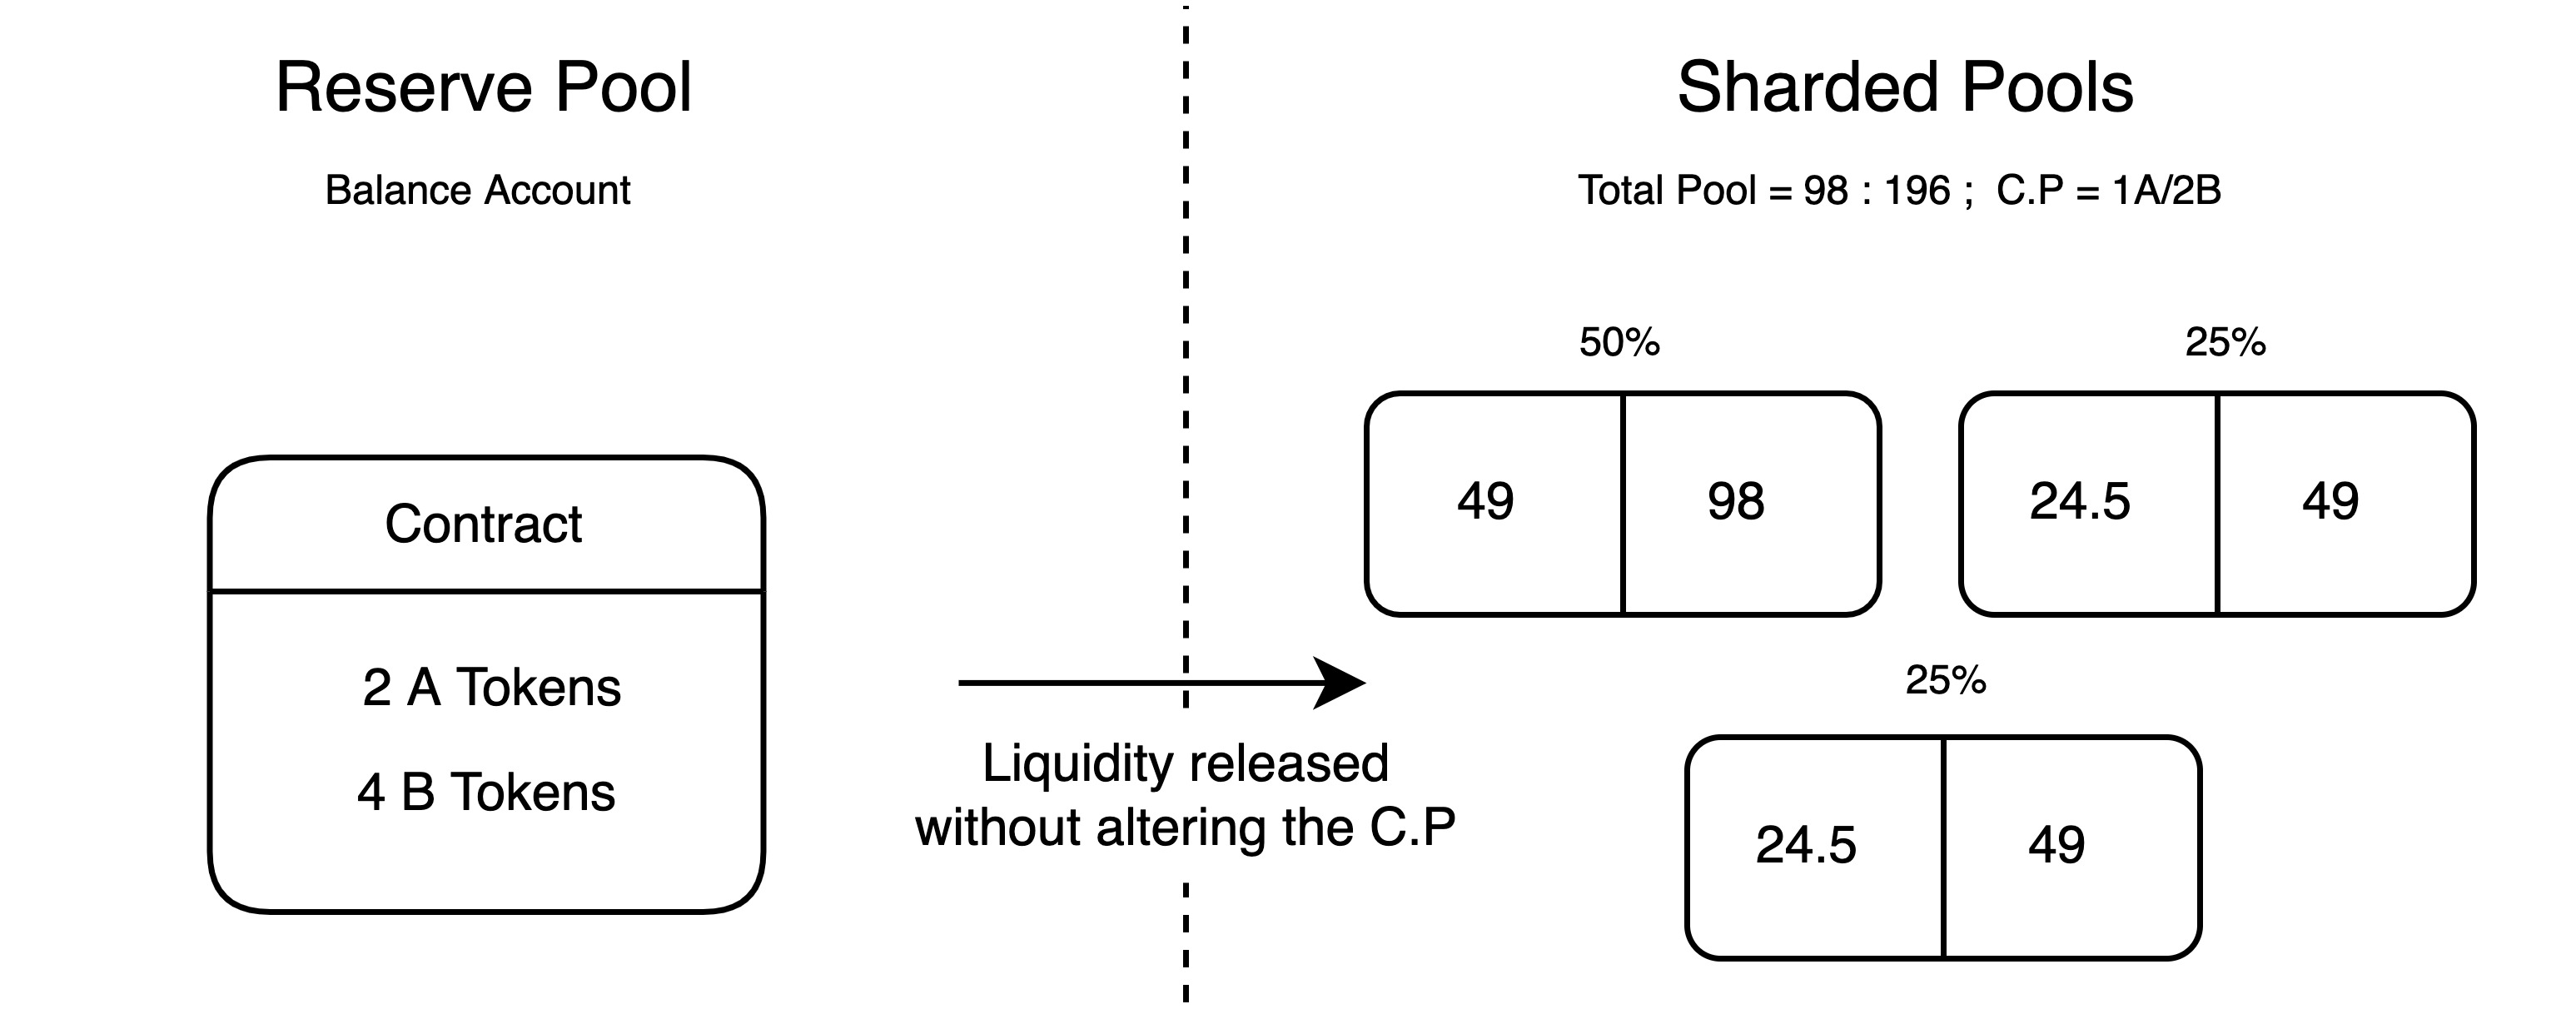 Reserve Pool
Balance Account
Contract
2 A Tokens
4 B Tokens
Liquidity released
without altering the C.P
Sharded Pools
Total Pool = 98 : 196 ; C.P = 1A/2B
50%
49 98
25%
24.5 49
25%
24.5 49